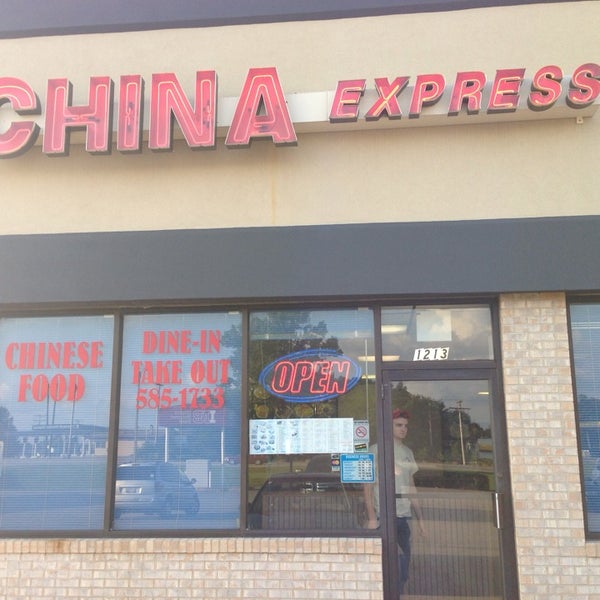 CHINA EXPRESS
CHINESE
FOOD
DINE-IN
TAKE OUT
585-1733
OPEN
1213